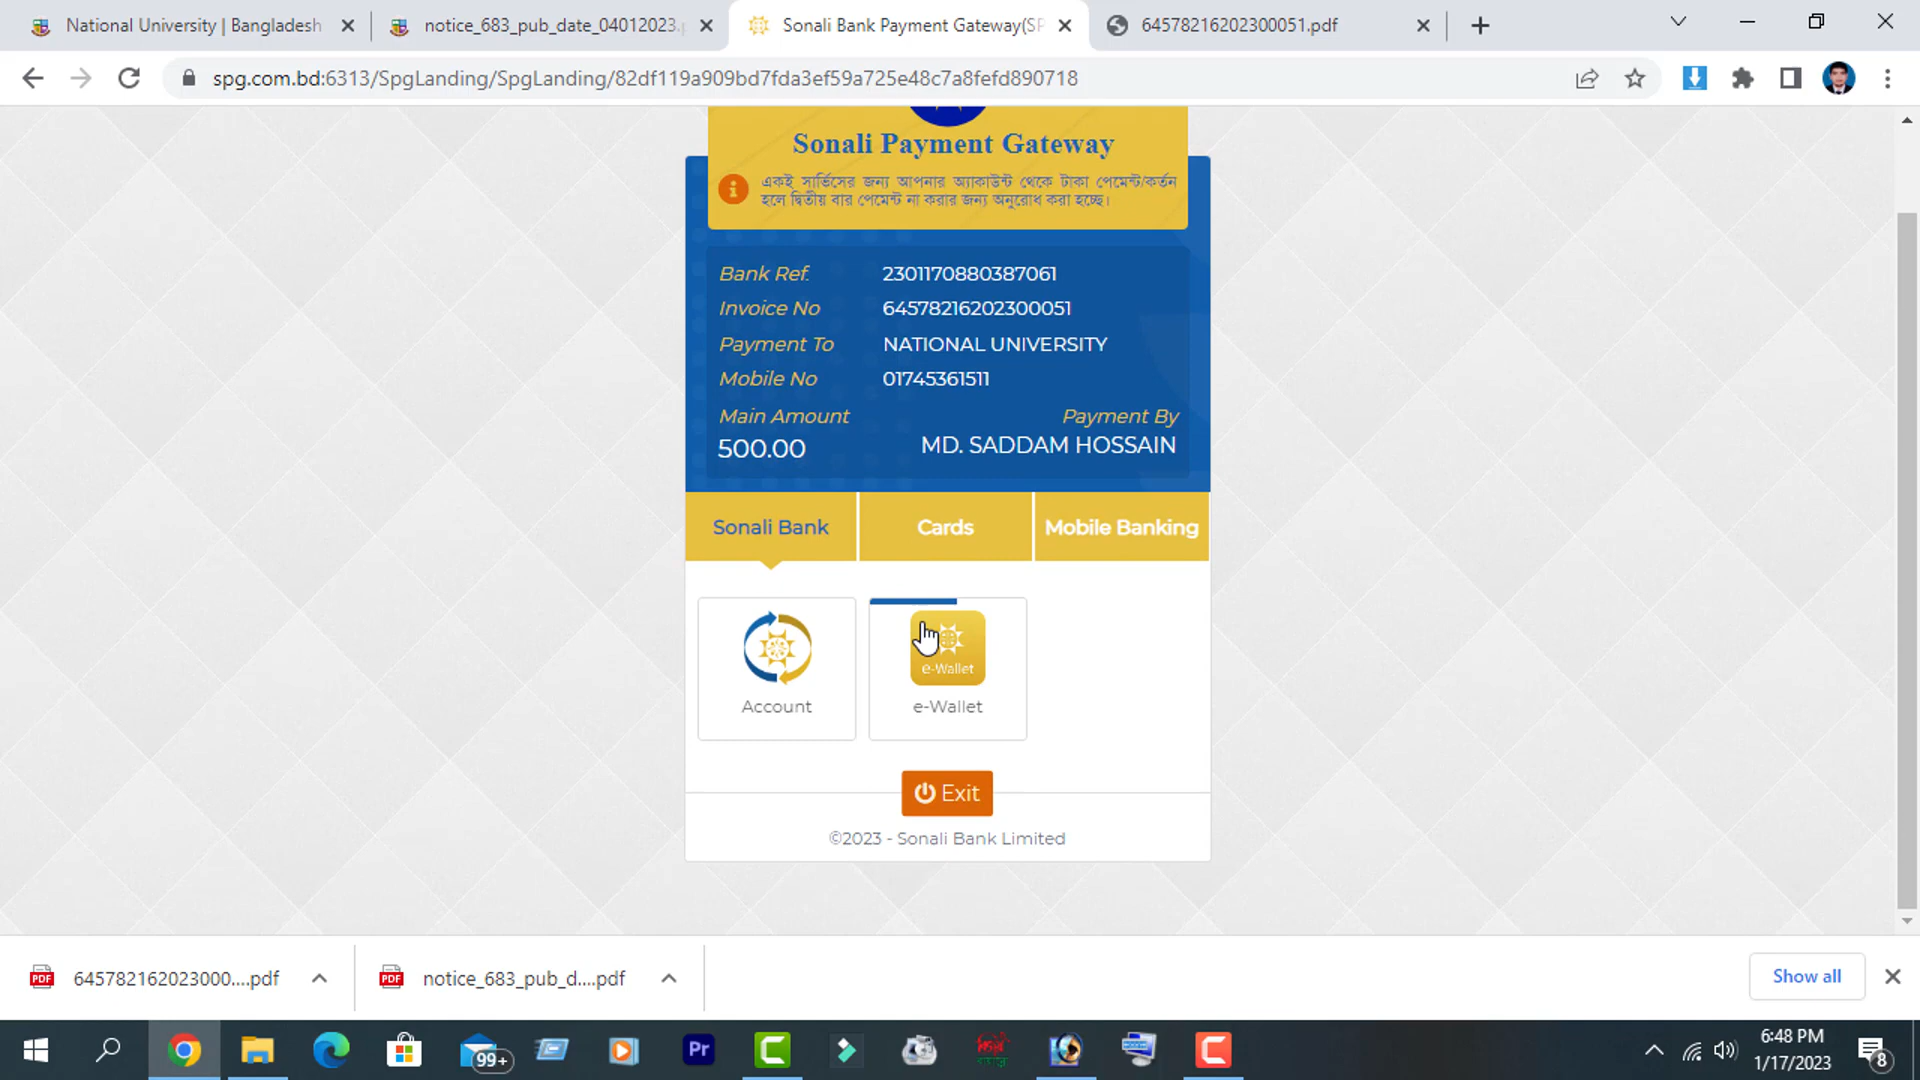 National University | Bangladesh
notice_683_pub_date_04012023.p
Sonali Bank Payment Gateway(SP
64578216202300051.pdf
spg.com.bd:6313/SpgLanding/SpgLanding/82df119a909bd7fda3ef59a725e48c7a8fefd890718
Sonali Payment Gateway
একই সার্ভিসের জন্য আপনার অ্যাকাউন্ট থেকে টাকা পেমেন্ট/কর্তন
হলে দ্বিতীয় বার পেমেন্ট না করার জন্য অনুরোধ করা হচ্ছে।
Bank Ref. 2301170880387061
Invoice No 64578216202300051
Payment To NATIONAL UNIVERSITY
Mobile No 01745361511
Main Amount Payment By
500.00 MD. SADDAM HOSSAIN
Sonali Bank Cards Mobile Banking
e-Wallet
Account e-Wallet
Exit
©2023 - Sonali Bank Limited
PDF 645782162023000....pdf
PDF notice_683_pub_d....pdf
Show all
99+
Pr
6:48 PM
1/17/2023
8